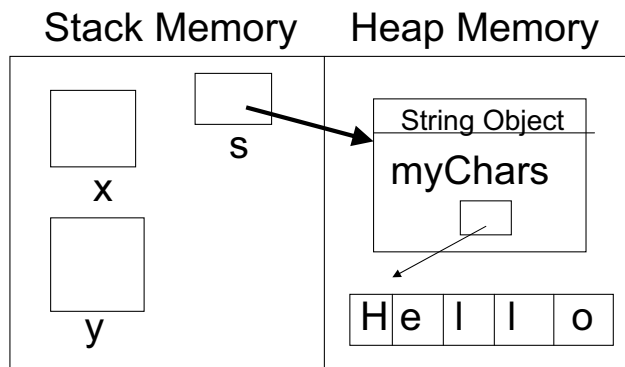 Stack Memory
Heap Memory
s
x
y
String Object
myChars
H e l l o